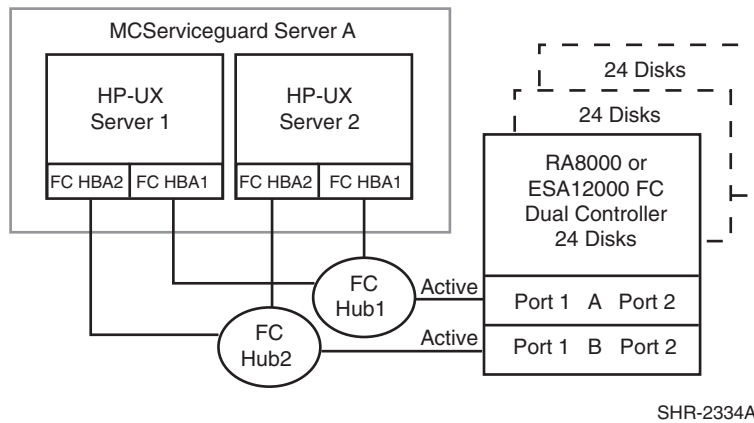 MCServiceguard Server A
HP-UX
Server 1
HP-UX
Server 2
FC HBA2
FC HBA1
FC HBA2
FC HBA1
24 Disks
24 Disks
RA8000 or
ESA12000 FC
Dual Controller
24 Disks
FC
Hub1
Active
Port 1 A Port 2
FC
Hub2
Active
Port 1 B Port 2
SHR-2334A